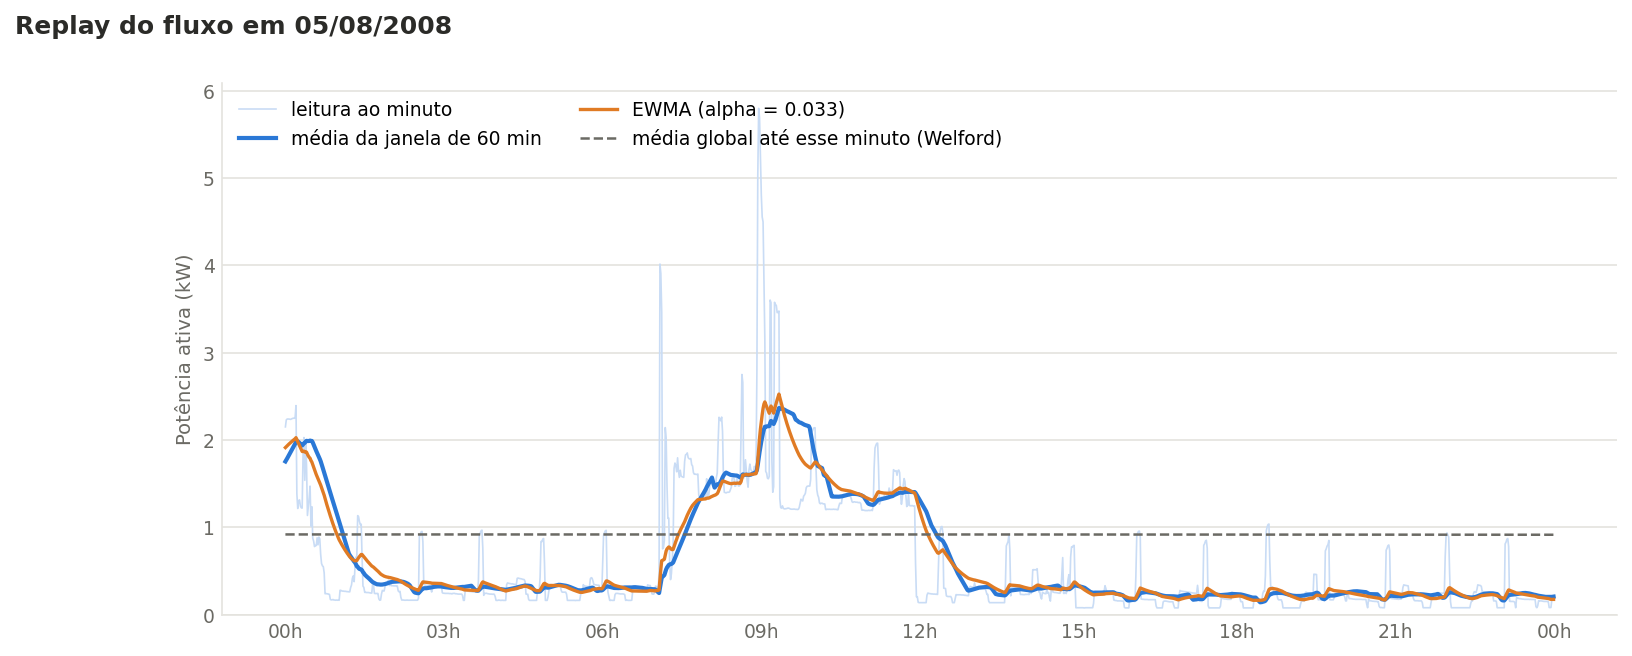 Replay do fluxo em 05/08/2008
leitura ao minuto
média da janela de 60 min
EWMA (alpha = 0.033)
média global até esse minuto (Welford)
Potência ativa (kW)
6
5
4
3
2
1
0
00h 03h 06h 09h 12h 15h 18h 21h 00h